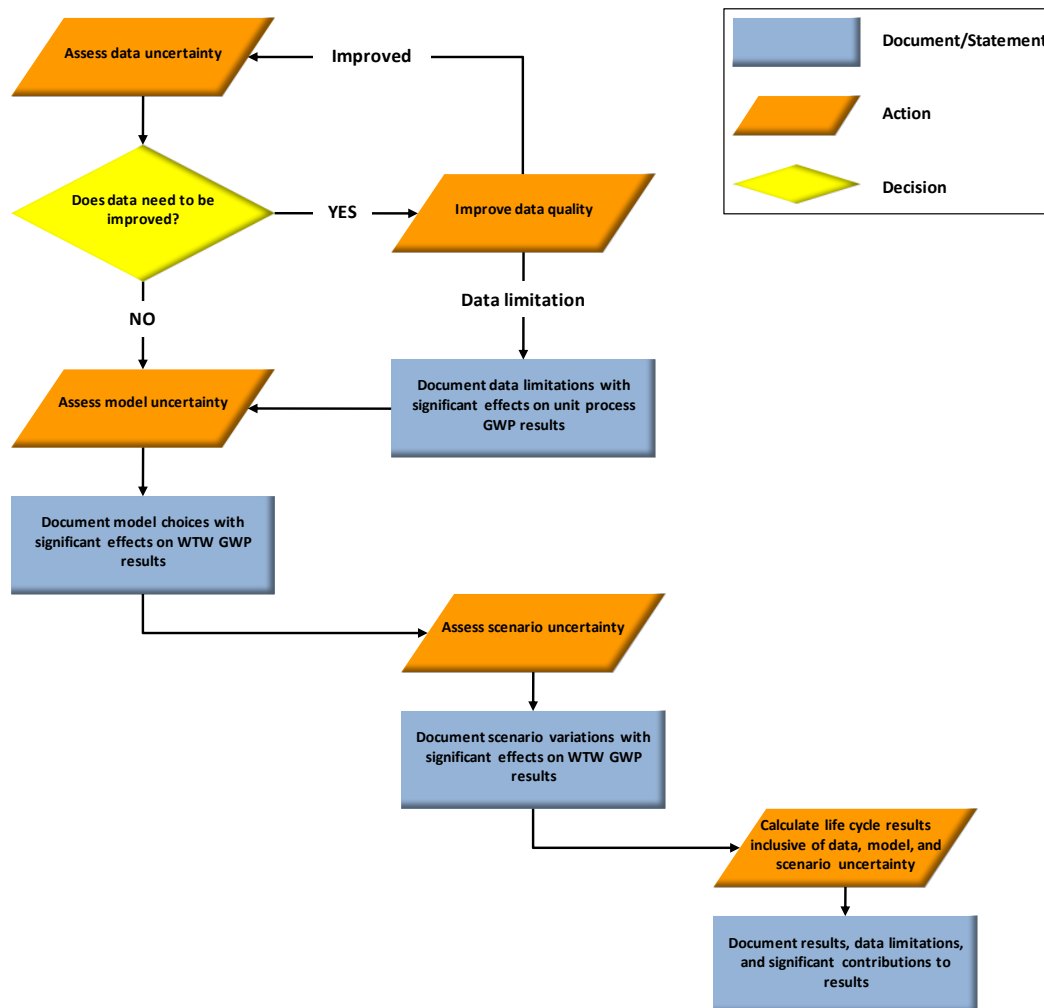 Assess data uncertainty
Improved
Document/Statement
Action
Decision
Does data need to be
improved?
YES
Improve data quality
NO
Data limitation
Assess model uncertainty
Document data limitations with
significant effects on unit process
GWP results
Document model choices with
significant effects on WTW GWP
results
Assess scenario uncertainty
Document scenario variations with
significant effects on WTW GWP
results
Calculate life cycle results
inclusive of data, model, and
scenario uncertainty
Document results, data limitations,
and significant contributions to
results